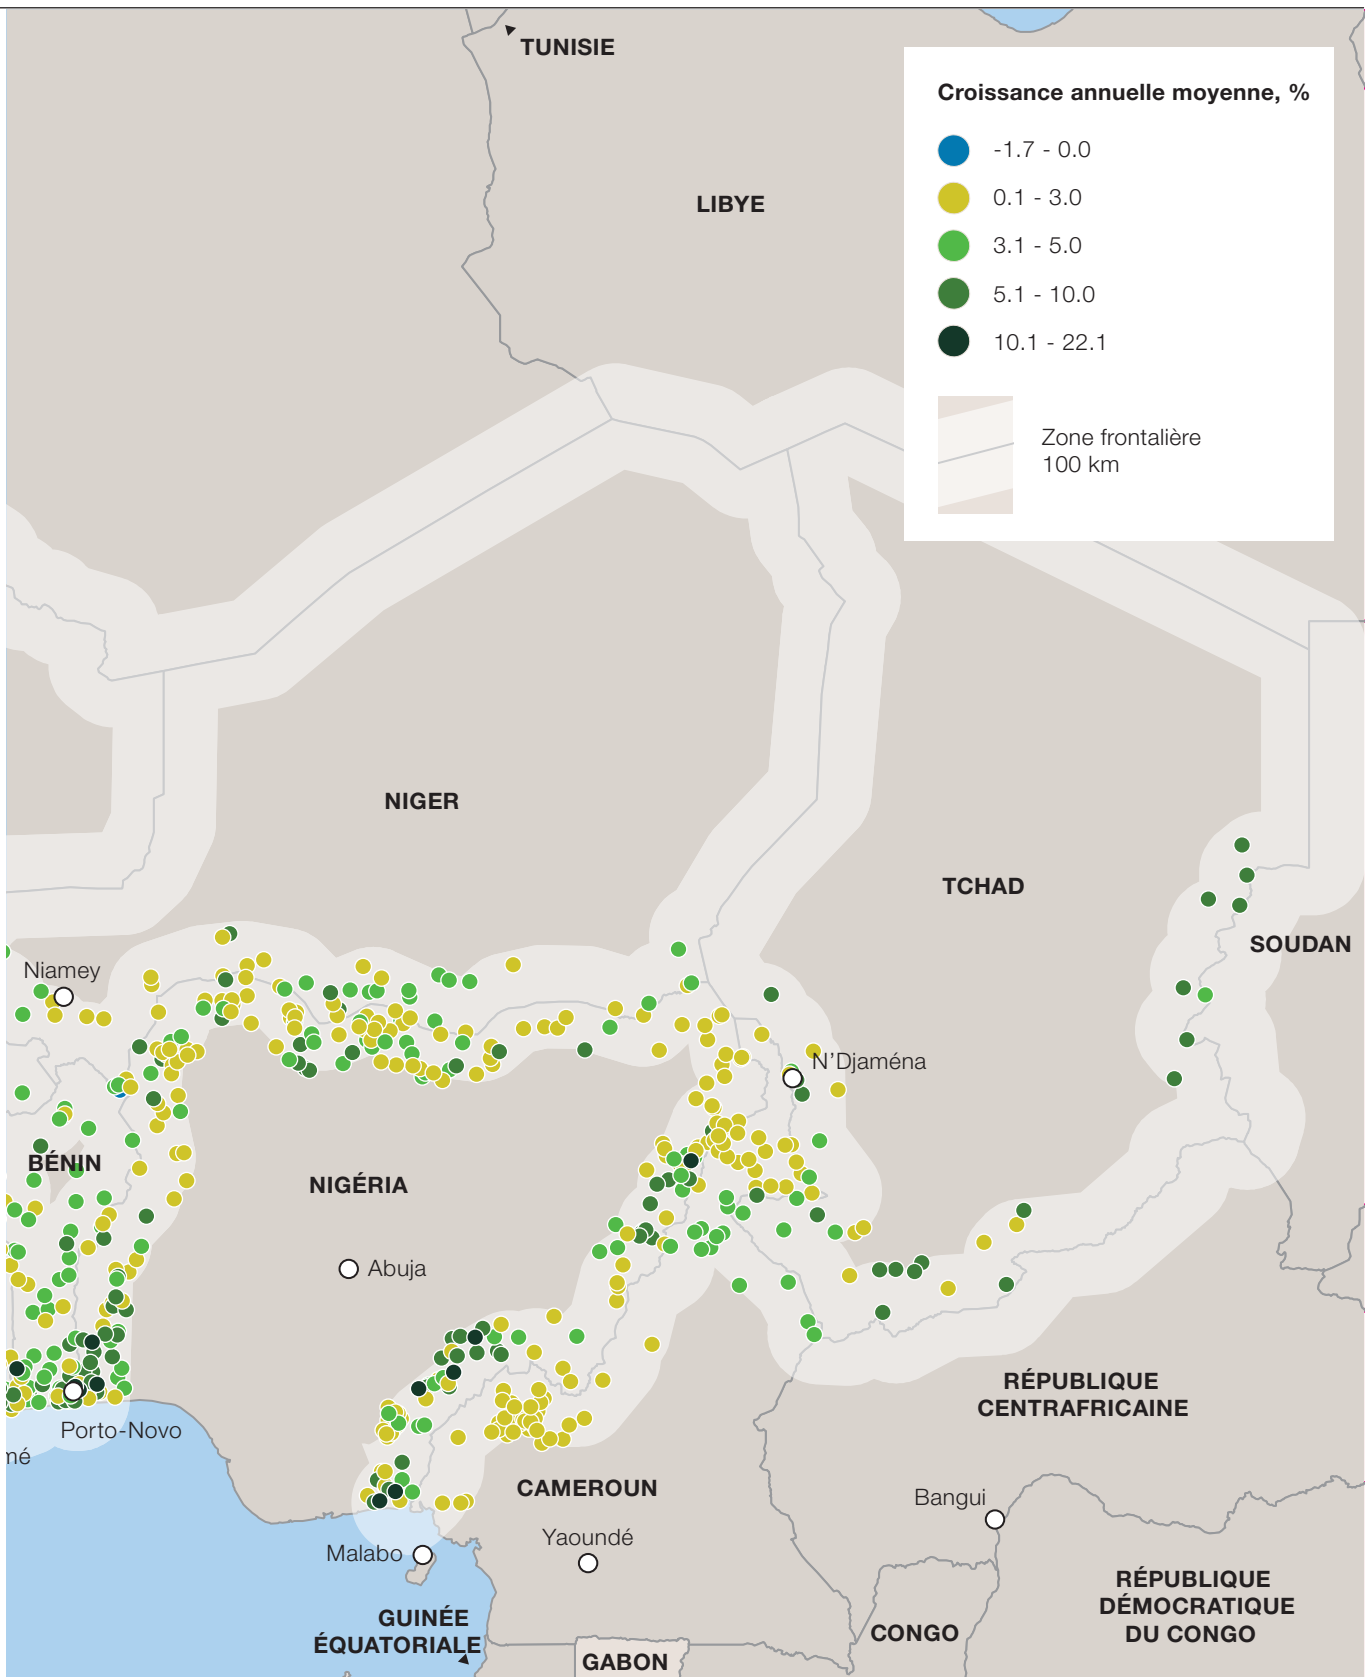 TUNISIE
Croissance annuelle moyenne, %
-1.7 - 0.0
LIBYE
0.1 - 3.0
3.1 - 5.0
5.1 - 10.0
10.1 - 22.1
Zone frontalière
100 km
NIGER
TCHAD
SOUDAN
Niamey
N'Djaména
BÉNIN
NIGÉRIA
Abuja
RÉPUBLIQUE
CENTRAFRICAINE
Porto-Novo
mé
CAMEROUN
Bangui
Yaoundé
Malabo
RÉPUBLIQUE
DÉMOCRATIQUE
DU CONGO
GUINÉE
ÉQUATORIALE
CONGO
GABON